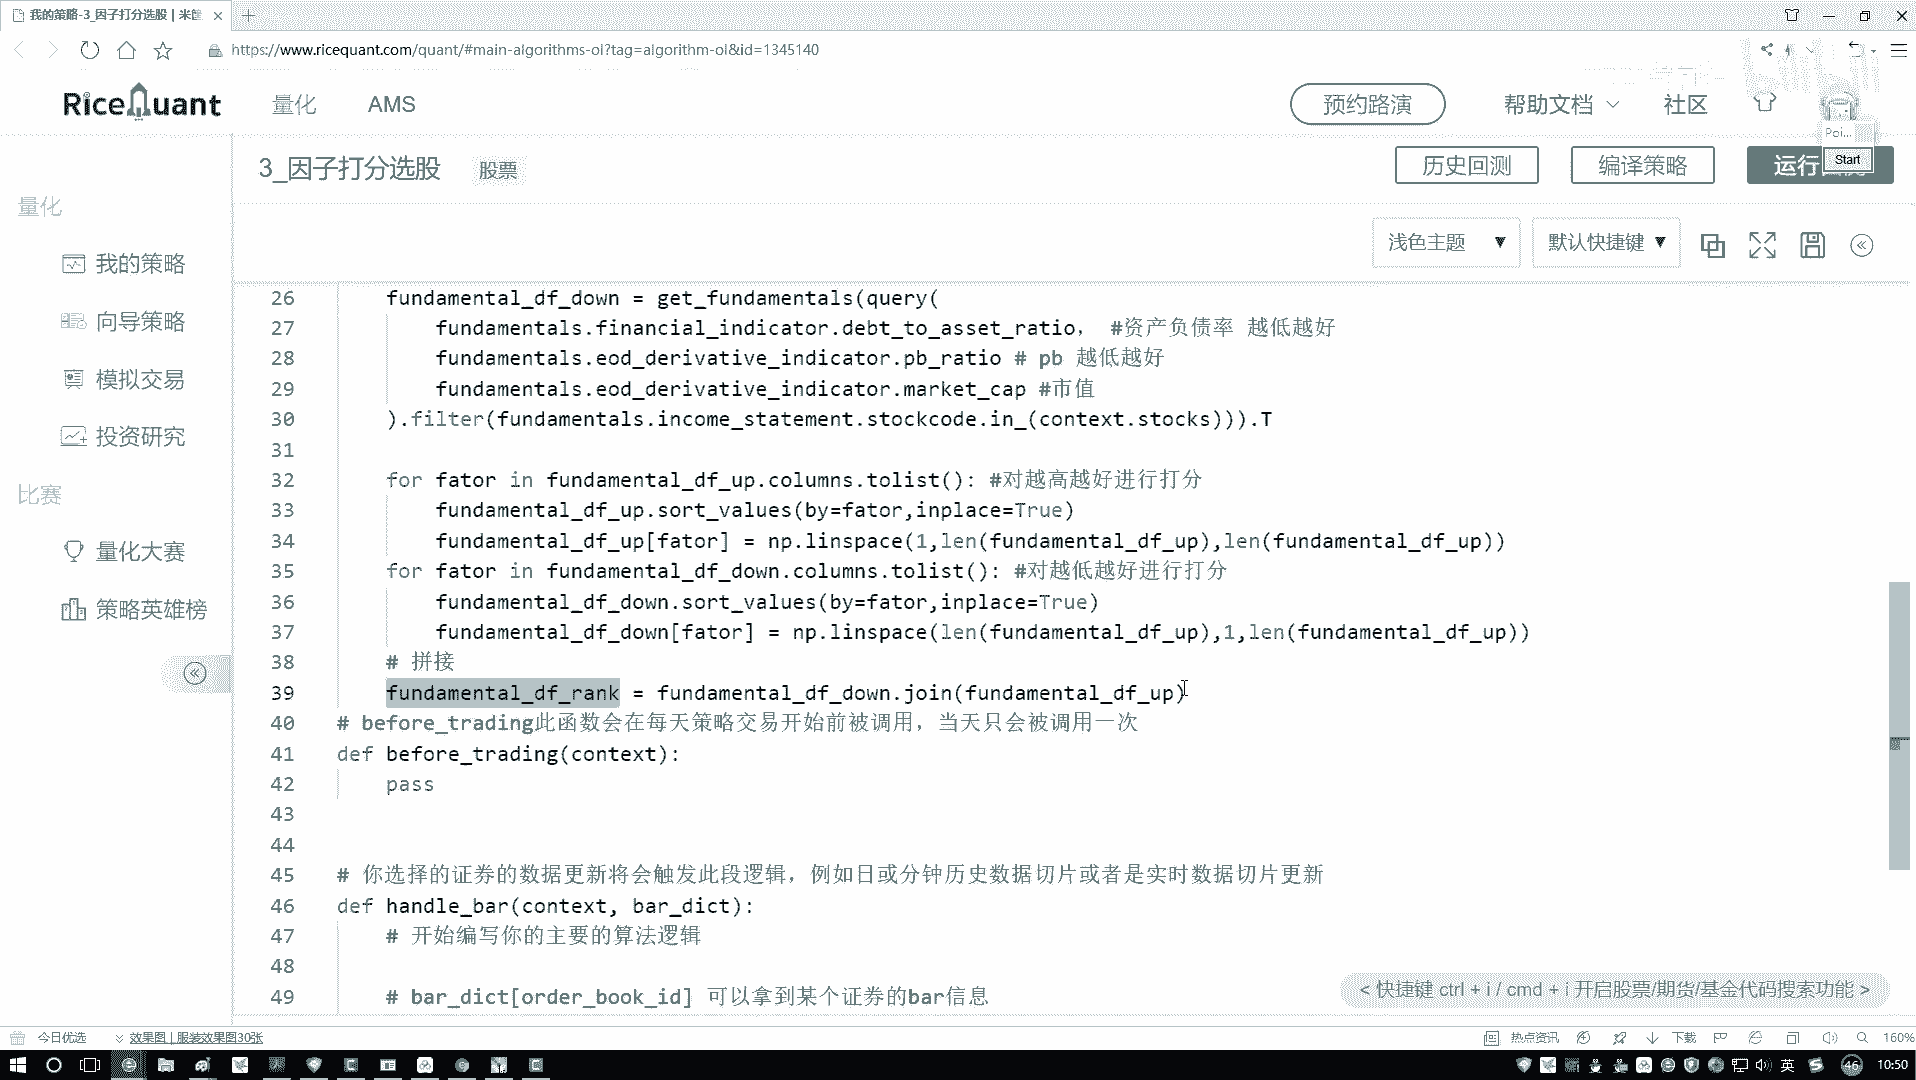 我的策略-3_因子打分选股 | 米筐
https://www.ricequant.com/quant/#main-algorithms-ol?tag=algorithm-ol&id=1345140
RiceQuant
量化
AMS
预约路演
帮助文档
社区
Poi...
Start
3_因子打分选股
股票
历史回测
编译策略
运行
量化
我的策略
向导策略
模拟交易
投资研究
比赛
量化大赛
策略英雄榜
浅色主题
默认快捷键
26 fundamental_df_down = get_fundamentals(query(
27 fundamentals.financial_indicator.debt_to_asset_ratio, #资产负债率 越低越好
28 fundamentals.eod_derivative_indicator.pb_ratio # pb 越低越好
29 fundamentals.eod_derivative_indicator.market_cap #市值
30 ).filter(fundamentals.income_statement.stockcode.in_(context.stocks))).T
31
32 for fator in fundamental_df_up.columns.tolist(): #对越高越好进行打分
33 fundamental_df_up.sort_values(by=fator,inplace=True)
34 fundamental_df_up[fator] = np.linspace(1,len(fundamental_df_up),len(fundamental_df_up))
35 for fator in fundamental_df_down.columns.tolist(): #对越低越好进行打分
36 fundamental_df_down.sort_values(by=fator,inplace=True)
37 fundamental_df_down[fator] = np.linspace(len(fundamental_df_up),1,len(fundamental_df_up))
38 # 拼接
39 fundamental_df_rank = fundamental_df_down.join(fundamental_df_up)
40 # before_trading此函数会在每天策略交易开始前被调用，当天只会被调用一次
41 def before_trading(context):
42 pass
43
44
45 # 你选择的证券的数据更新将会触发此段逻辑，例如日或分钟历史数据切片或者是实时数据切片更新
46 def handle_bar(context, bar_dict):
47 # 开始编写你的主要的算法逻辑
48
49 # bar_dict[order_book_id] 可以拿到某个证券的bar信息
< 快捷键 ctrl + i / cmd + i 开启股票/期货/基金代码搜索功能 >
今日优选
效果图 | 服装效果图30张
热点资讯
下载
160%
英
46
10:50